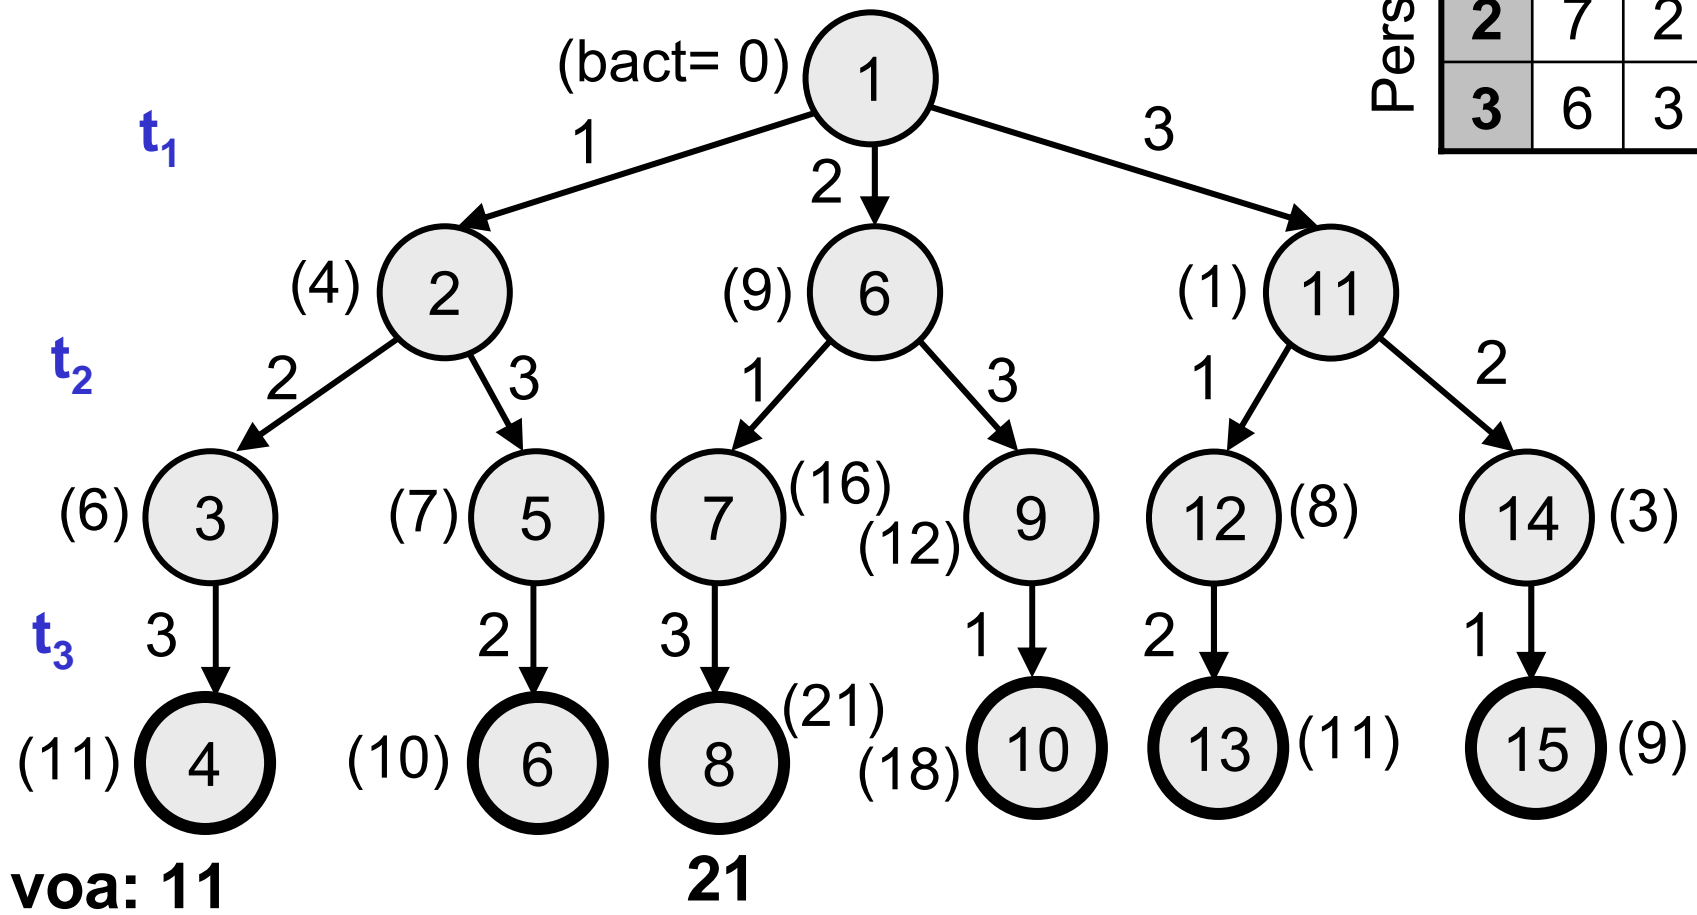 Pers
2 7 2
3 6 3
(bact= 0) 1
t1 1 2 3
(4) 2 (9) 6 (1) 11
t2 2 3 1 3 1 2
(6) 3 (7) 5 7 (16) (12) 9 12 (8) 14 (3)
t3 3 2 3 1 2 1
(11) 4 (10) 6 8 (21) (18) 10 13 (11) 15 (9)
voa: 11 21